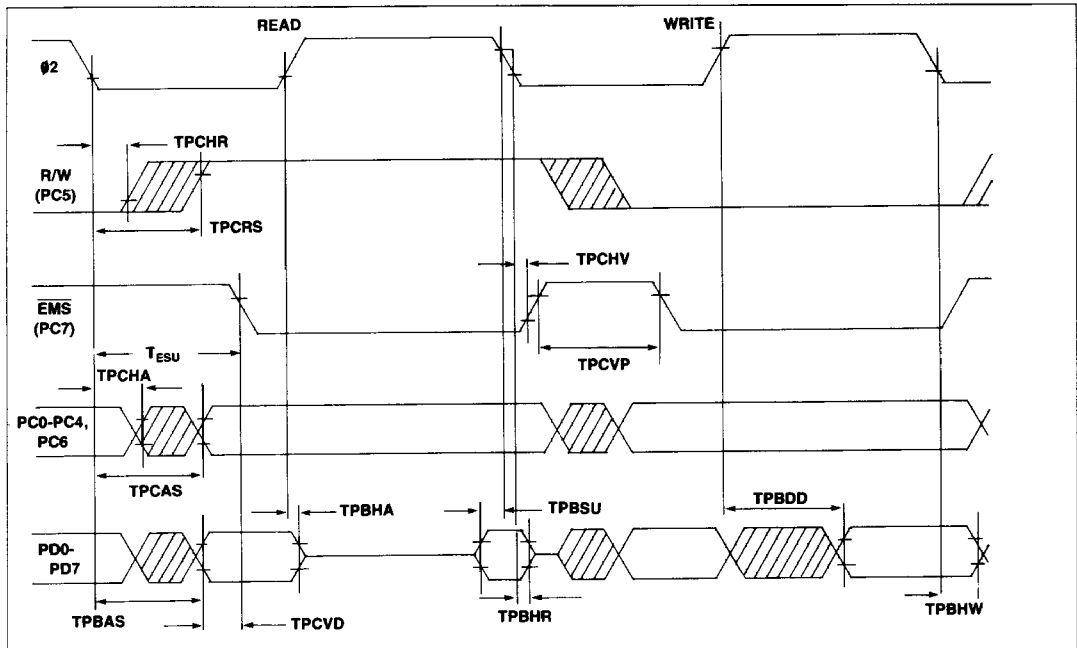 READ
WRITE
ø2
TPCHR
R/W
(PC5)
TPCRS
TPCHV
EMS
(PC7)
TESU
TPCVP
TPCHA
PC0-PC4,
PC6
TPCAS
TPBHA
TPBSU
TPBDD
PD0-
PD7
TPBAS
TPCVD
TPBHR
TPBHW